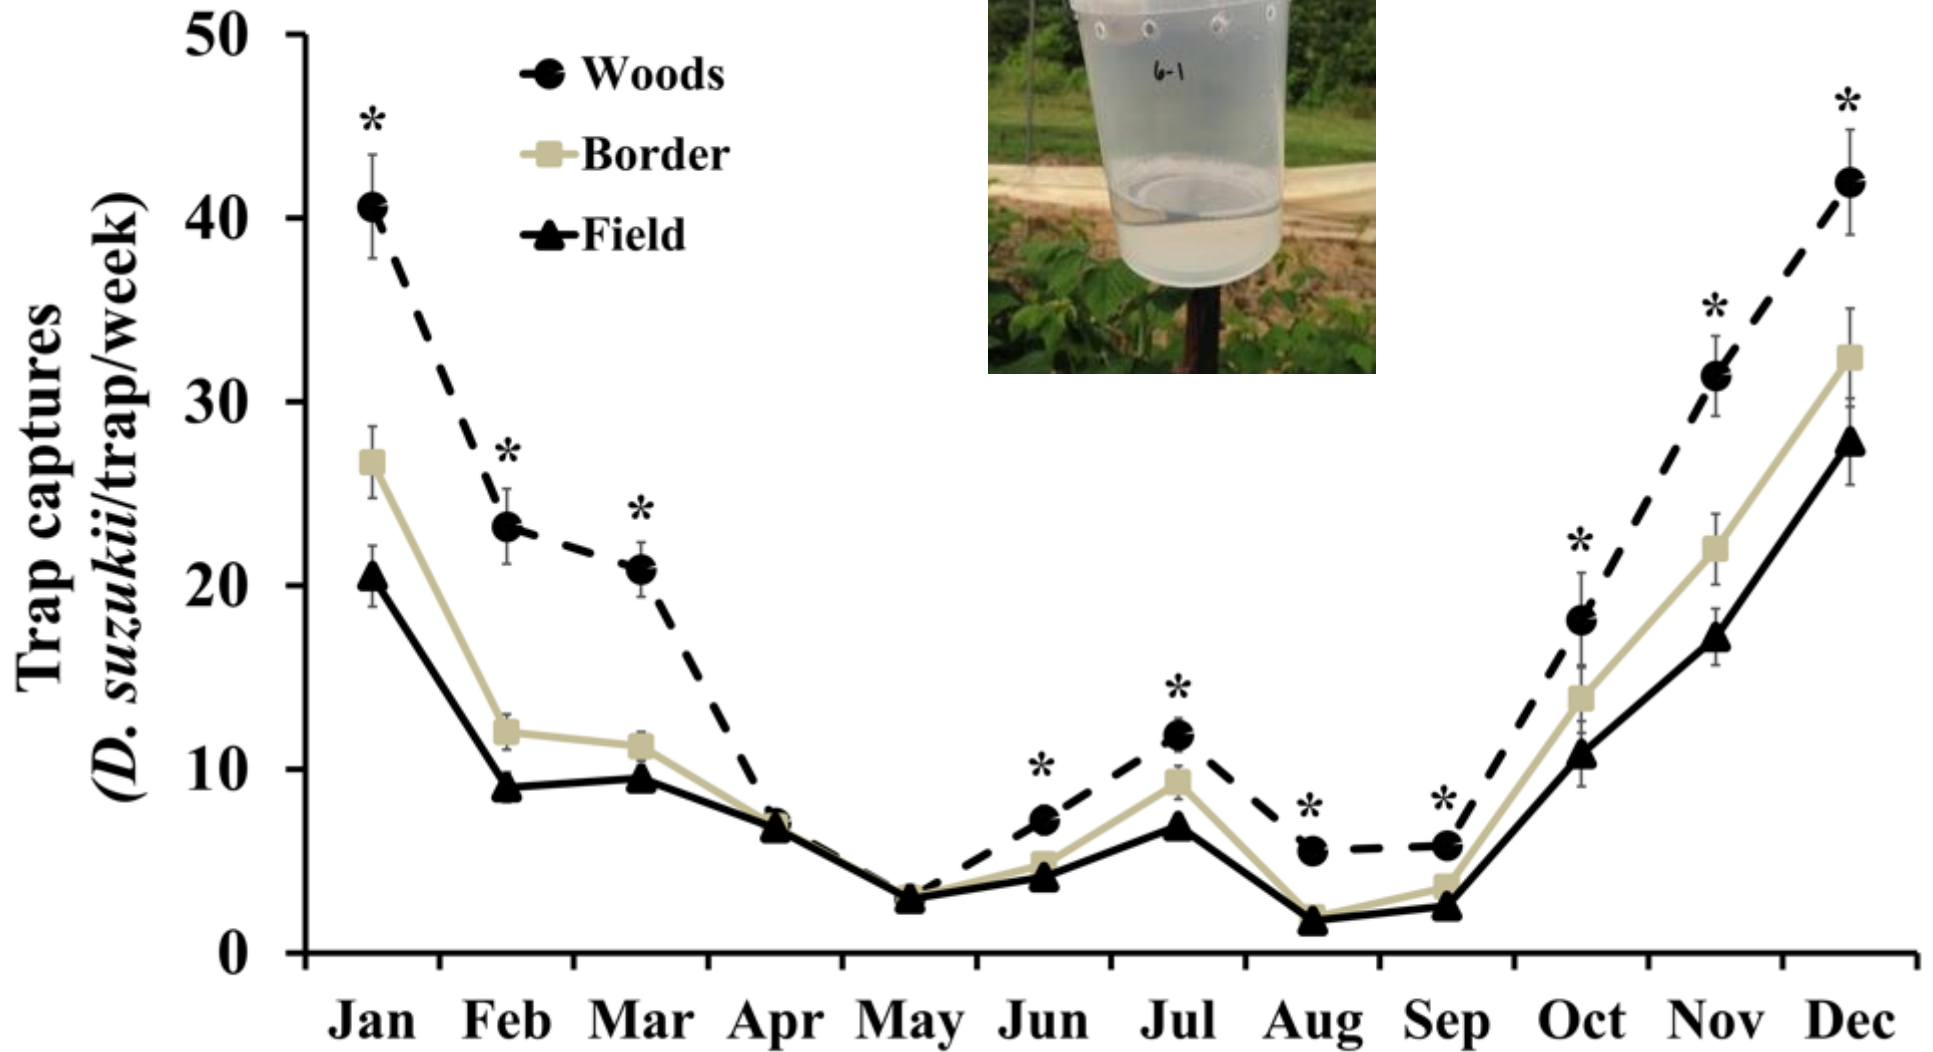 50
40
30
20
10
0
Trap captures
(D. suzukii/trap/week)
Woods
Border
Field
6-1
*
*
*
*
*
*
*
*
*
*
Jan Feb Mar Apr May Jun Jul Aug Sep Oct Nov Dec